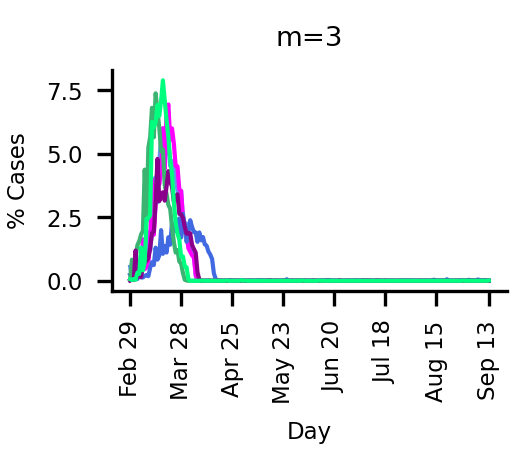 m=3
% Cases
7.5
5.0
2.5
0.0
Feb 29
Mar 28
Apr 25
May 23
Jun 20
Jul 18
Aug 15
Sep 13
Day